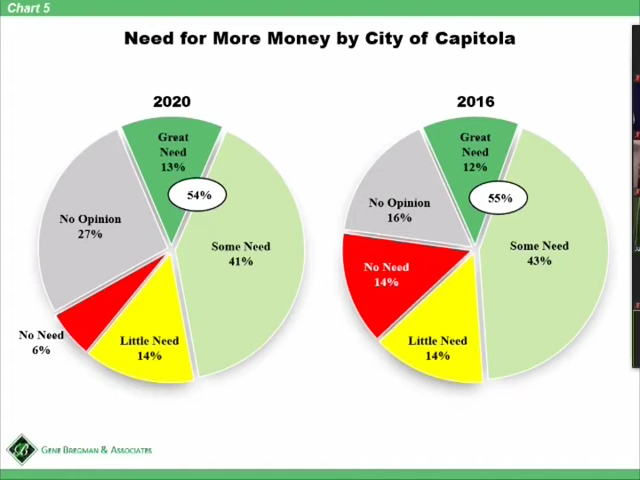 Chart 5
Need for More Money by City of Capitola
2020
Great
Need
13%
54%
No Opinion
27%
Some Need
41%
No Need
6%
Little Need
14%
2016
Great
Need
12%
55%
No Opinion
16%
Some Need
43%
No Need
14%
Little Need
14%
B
GENE BREGMAN & ASSOCIATES